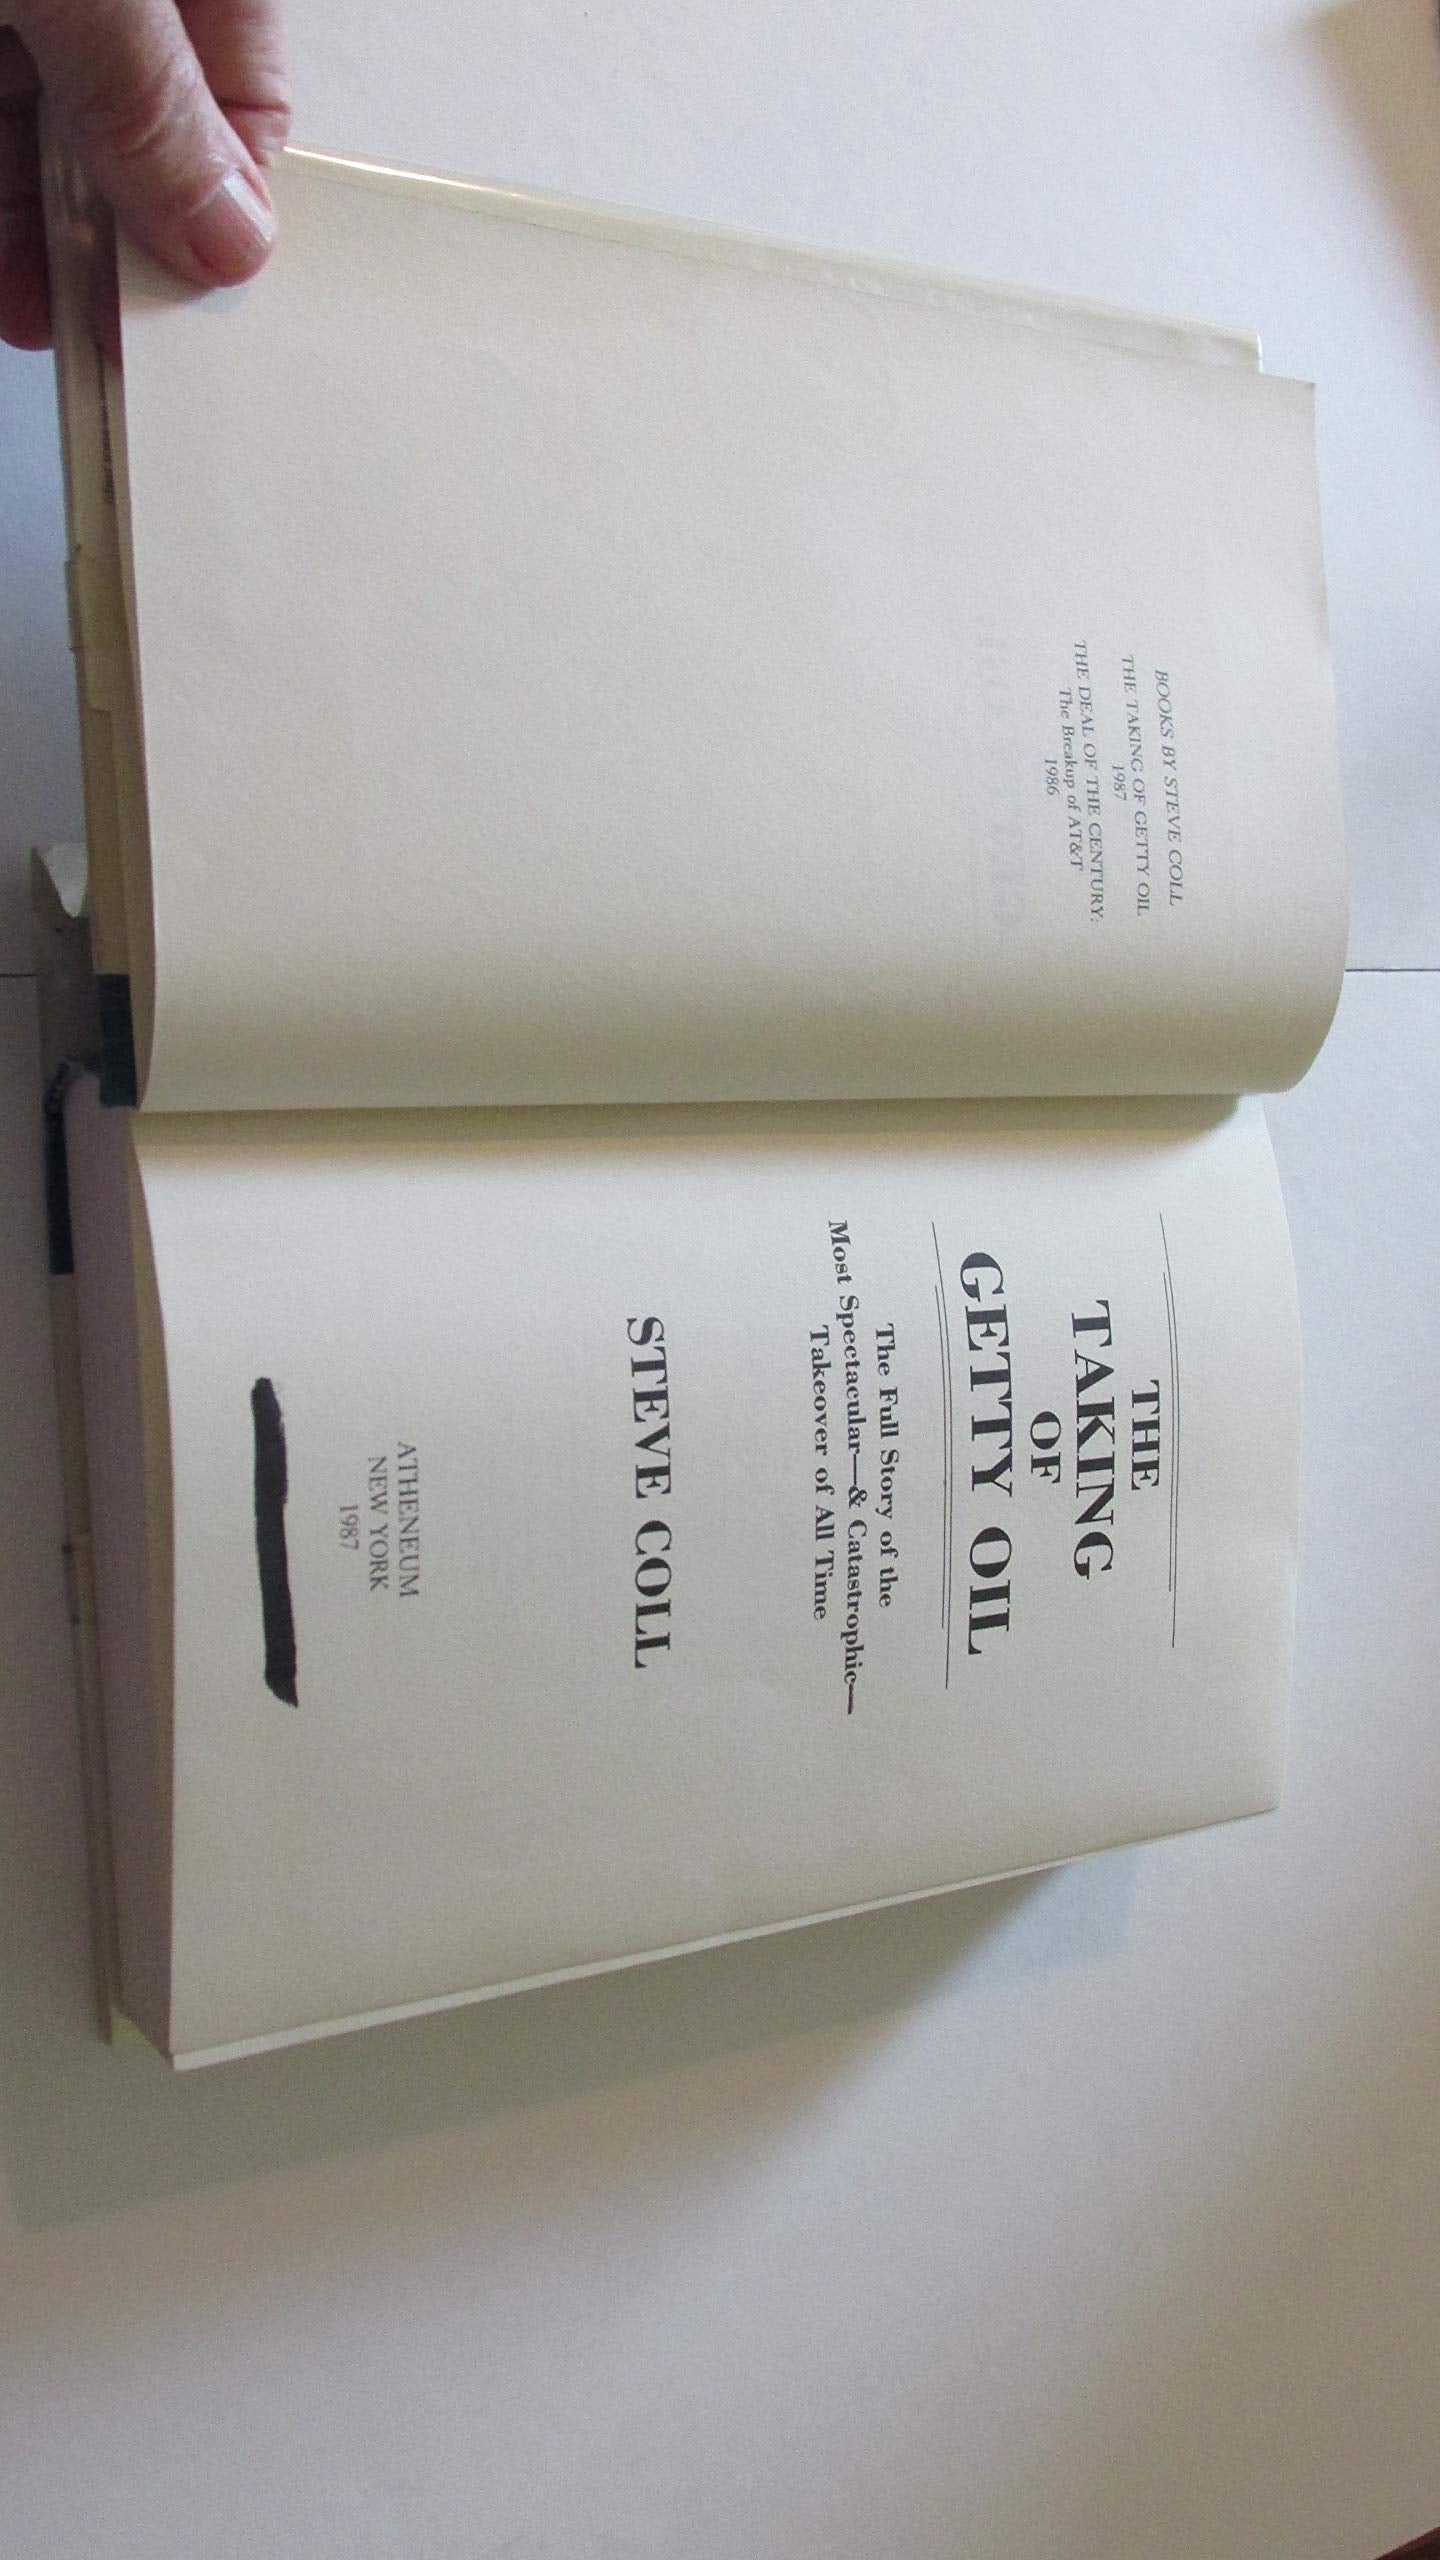 BOOKS BY STEVE COLL
THE TAKING OF GETTY OIL
1987
THE DEAL OF THE CENTURY:
The Breakup of AT&T
1986
THE
TAKING
OF
GETTY OIL
The Full Story of the
Most Spectacular—& Catastrophic—
Takeover of All Time
STEVE COLL
ATHENEUM
NEW YORK
1987